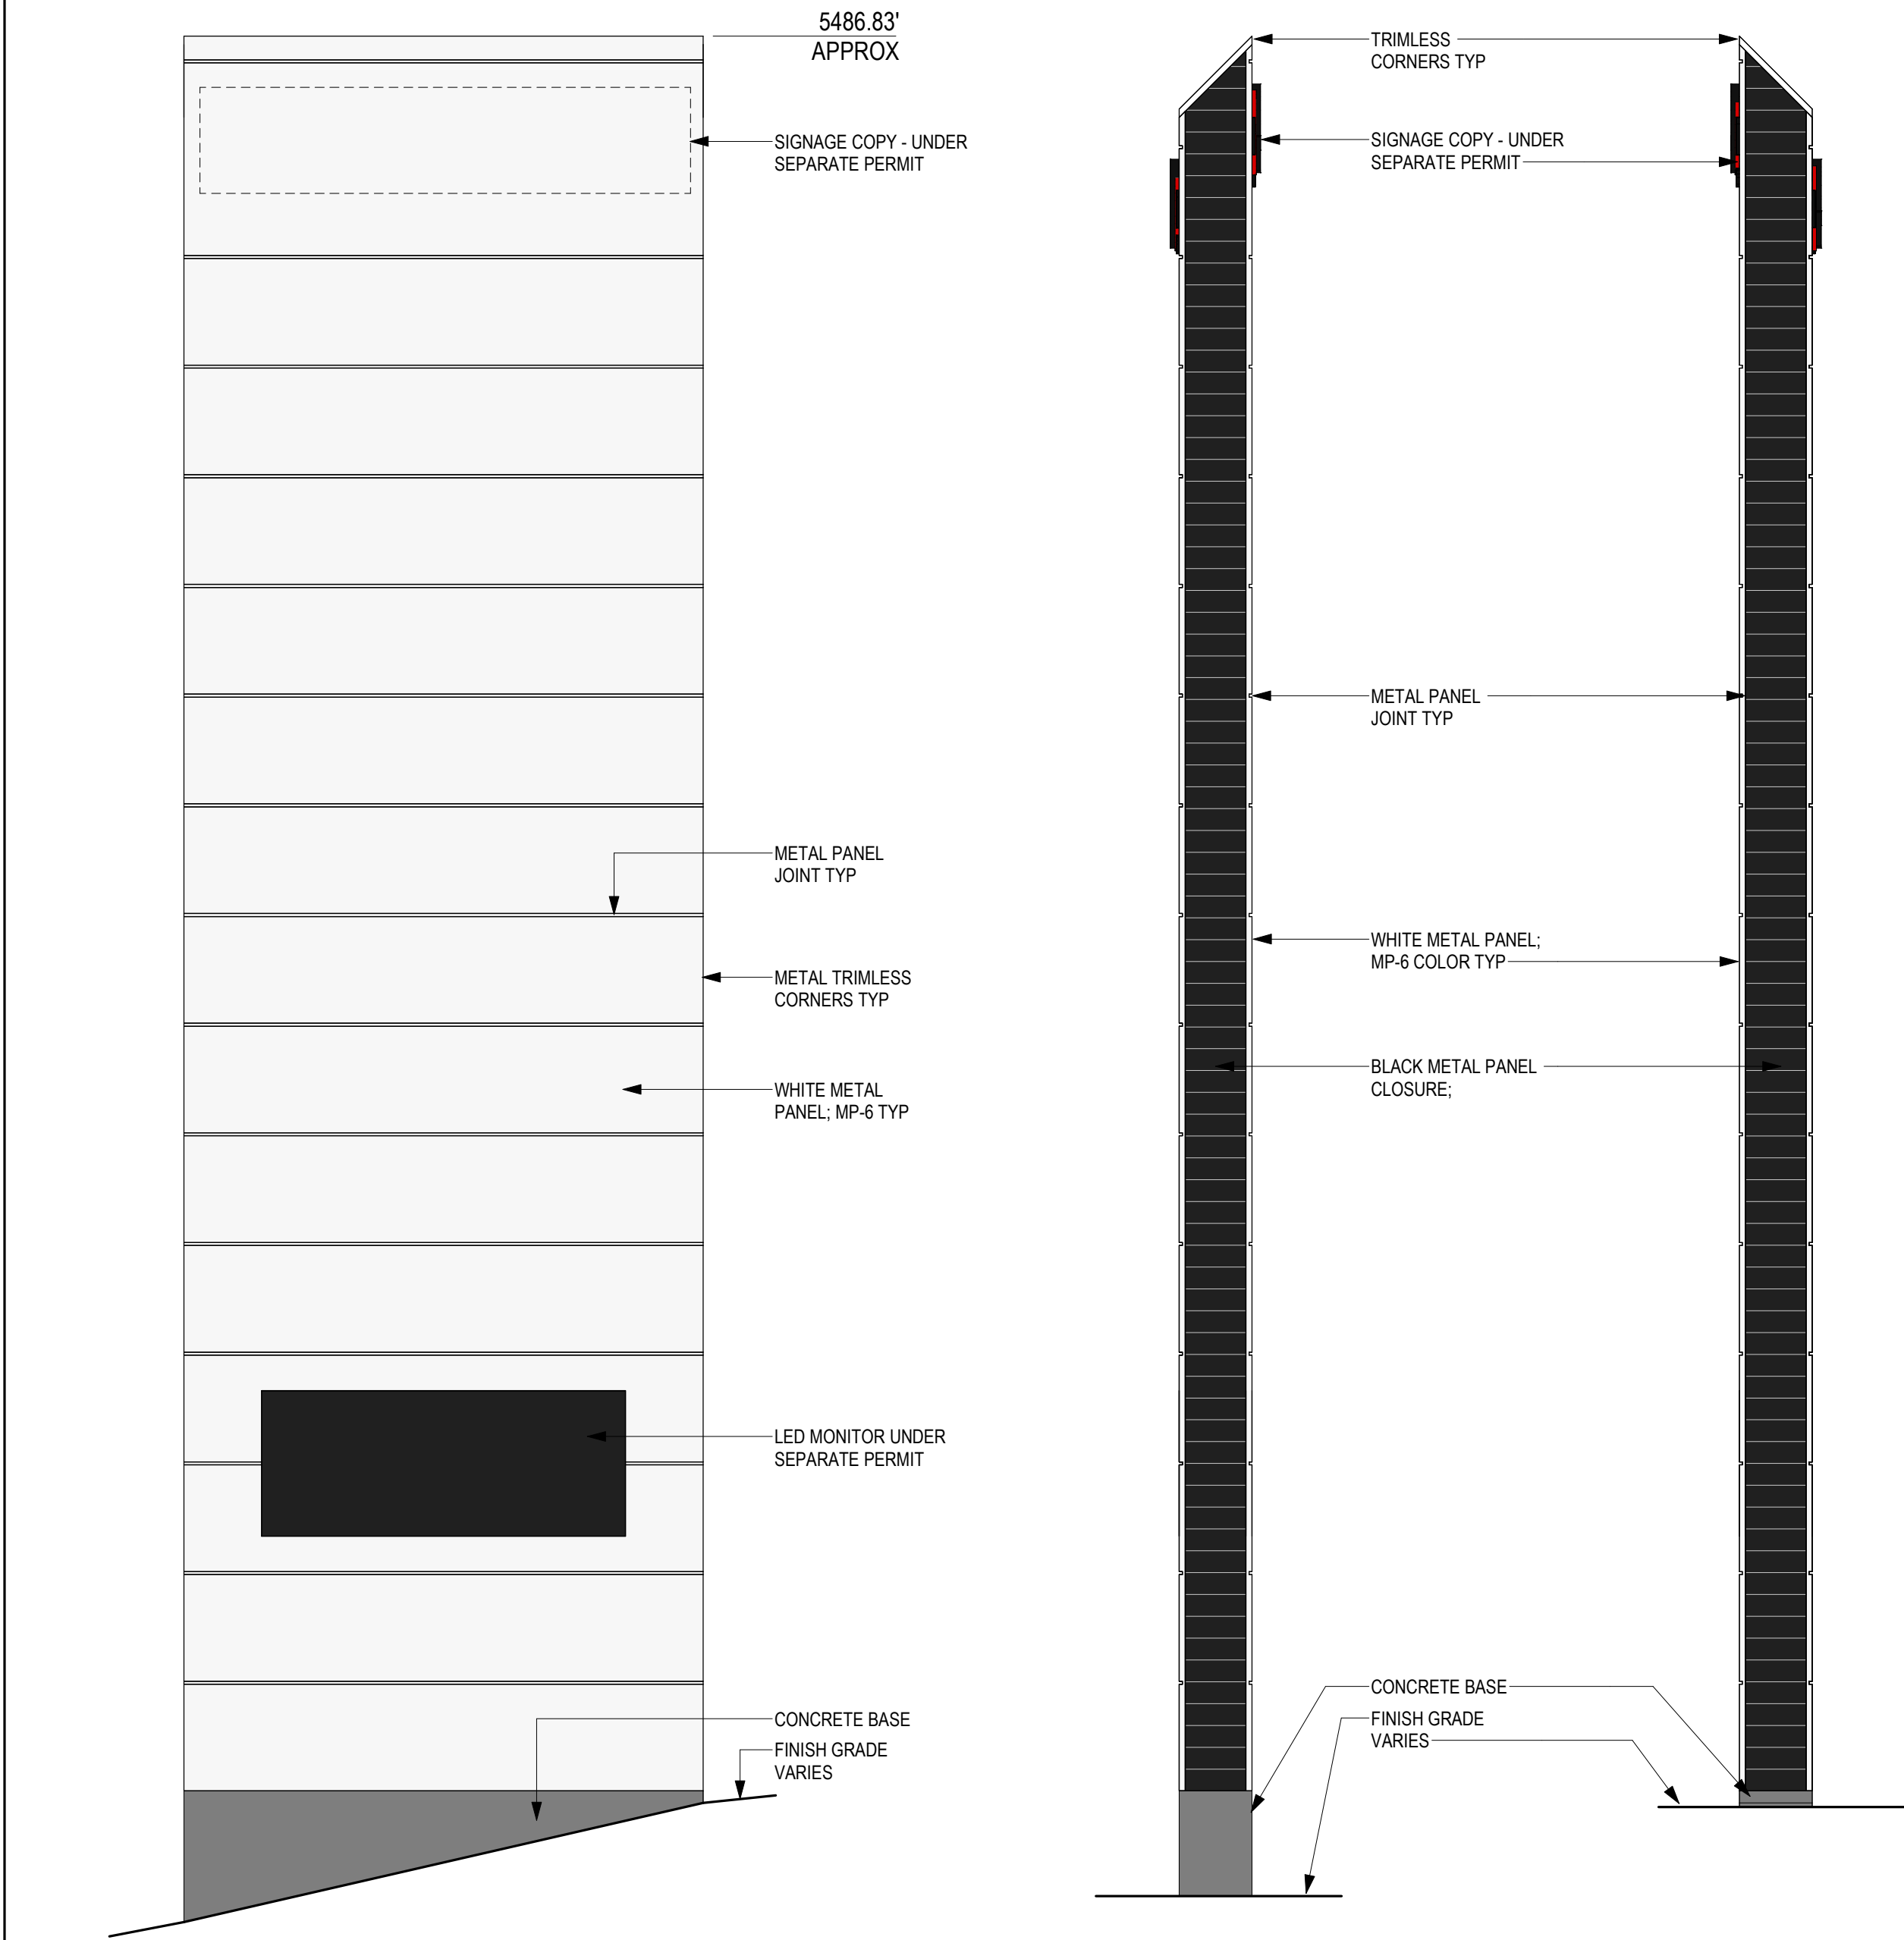 5486.83'
APPROX
SIGNAGE COPY - UNDER
SEPARATE PERMIT
METAL PANEL
JOINT TYP
METAL TRIMLESS
CORNERS TYP
WHITE METAL
PANEL; MP-6 TYP
LED MONITOR UNDER
SEPARATE PERMIT
CONCRETE BASE
FINISH GRADE
VARIES
TRIMLESS
CORNERS TYP
SIGNAGE COPY - UNDER
SEPARATE PERMIT
METAL PANEL
JOINT TYP
WHITE METAL PANEL;
MP-6 COLOR TYP
BLACK METAL PANEL
CLOSURE;
CONCRETE BASE
FINISH GRADE
VARIES